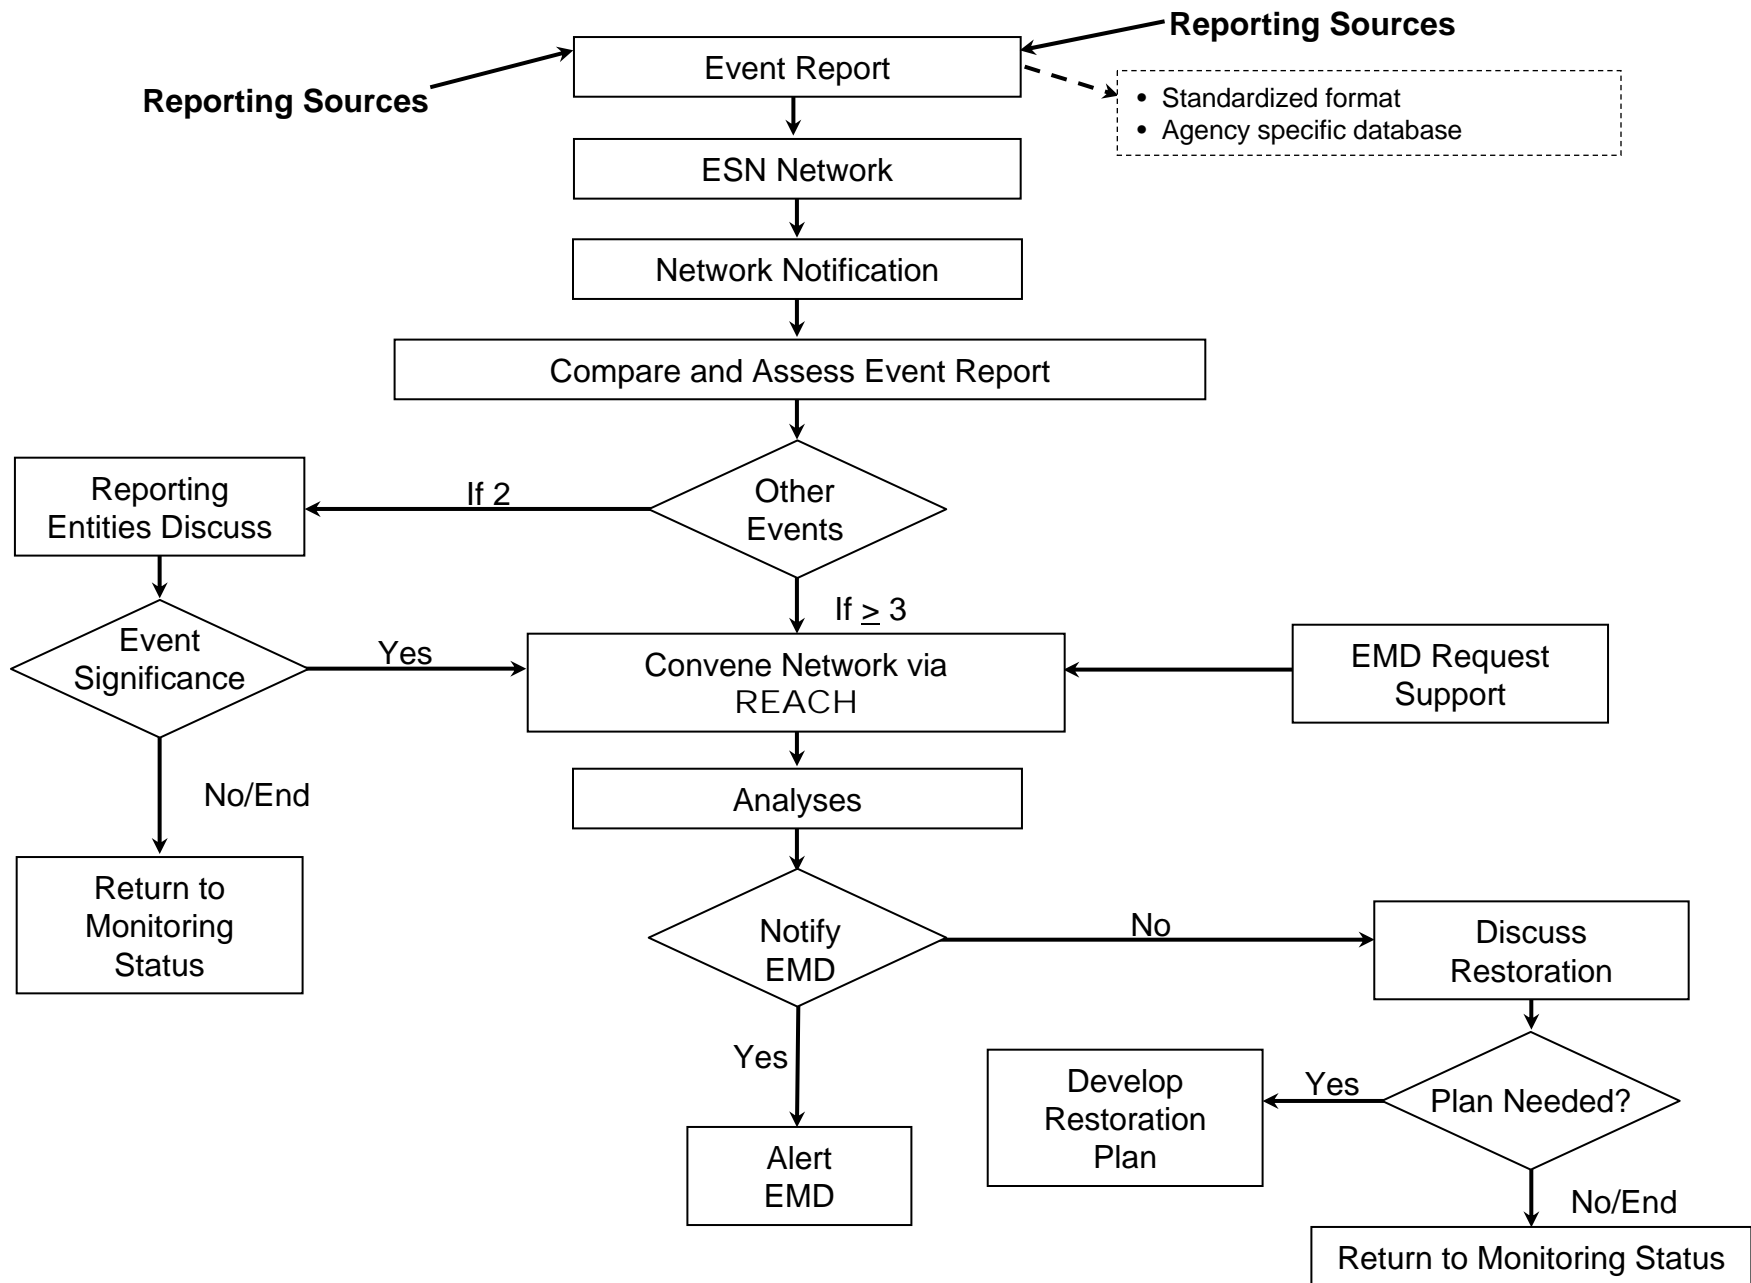 Reporting Sources
Reporting Sources
Event Report
• Standardized format
• Agency specific database
ESN Network
Network Notification
Compare and Assess Event Report
Reporting
Entities Discuss
If 2
Other
Events
If ≥ 3
Event
Significance
Yes
Convene Network via
REACH
EMD Request
Support
No/End
Analyses
Return to
Monitoring
Status
Notify
EMD
No
Discuss
Restoration
Yes
Develop
Restoration
Plan
Yes
Plan Needed?
Alert
EMD
No/End
Return to Monitoring Status